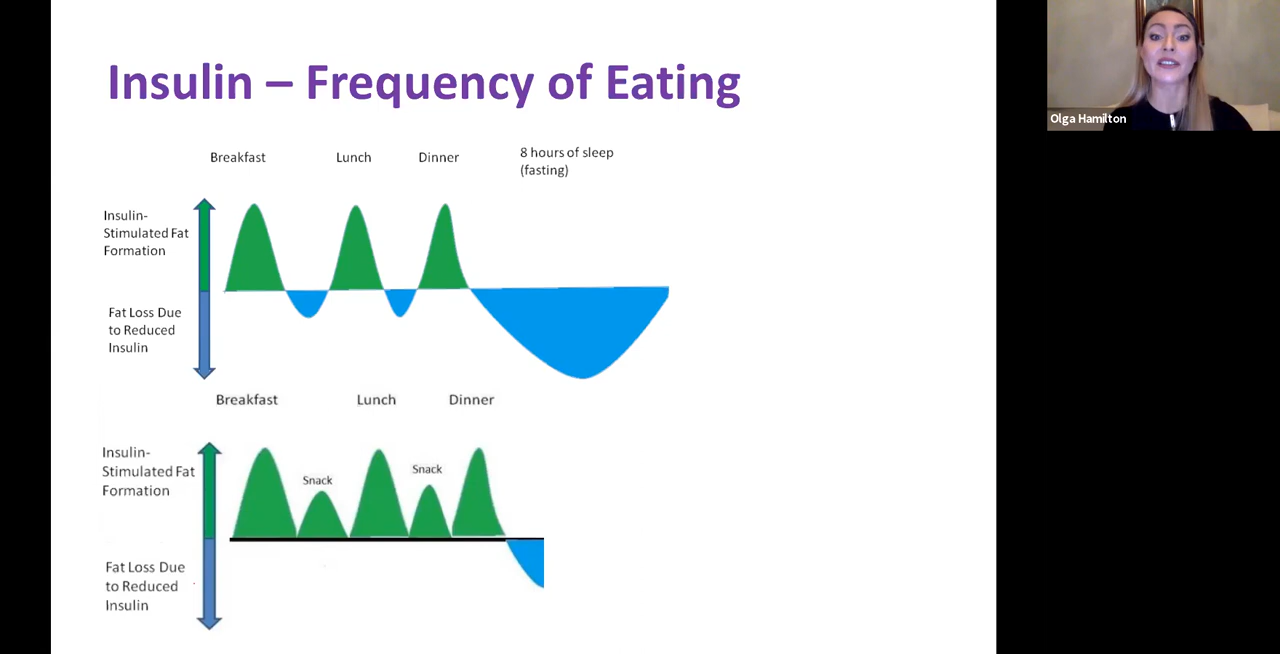 Insulin – Frequency of Eating
Olga Hamilton
Breakfast
Lunch
Dinner
8 hours of sleep
(fasting)
Insulin-
Stimulated Fat
Formation
Fat Loss Due
to Reduced
Insulin
Breakfast
Lunch
Dinner
Insulin-
Stimulated Fat
Formation
Snack
Snack
Fat Loss Due
to Reduced
Insulin